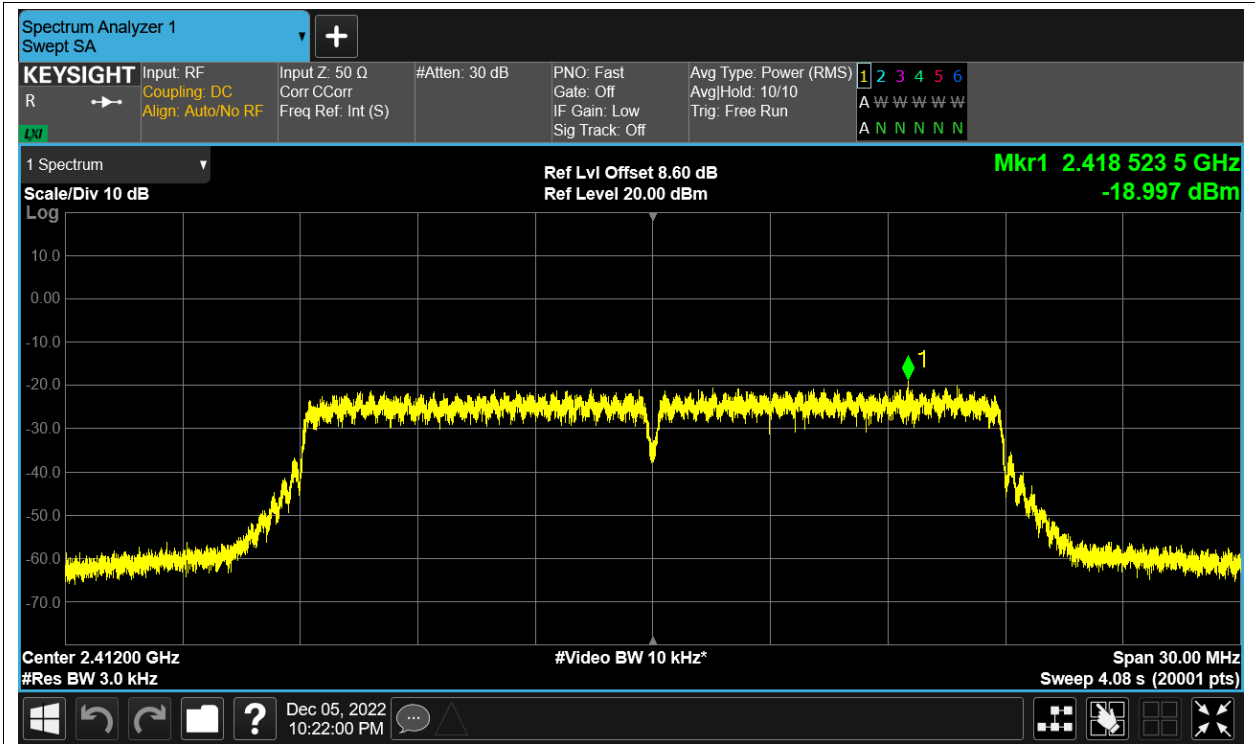 Spectrum Analyzer 1
Swept SA
+
KEYSIGHT
R
LXI
Input: RF
Coupling: DC
Align: Auto/No RF
Input Z: 50 Ω
Corr CCorr
Freq Ref: Int (S)
#Atten: 30 dB
PNO: Fast
Gate: Off
IF Gain: Low
Sig Track: Off
Avg Type: Power (RMS)
Avg|Hold: 10/10
Trig: Free Run
1 2 3 4 5 6
A W W W W W
A N N N N N
1 Spectrum
Scale/Div 10 dB
Ref Lvl Offset 8.60 dB
Ref Level 20.00 dBm
Mkr1 2.418 523 5 GHz
-18.997 dBm
Log
10.0
0.00
-10.0
-20.0
-30.0
-40.0
-50.0
-60.0
-70.0
1
Center 2.41200 GHz
#Res BW 3.0 kHz
#Video BW 10 kHz*
Span 30.00 MHz
Sweep 4.08 s (20001 pts)
?
Dec 05, 2022
10:22:00 PM